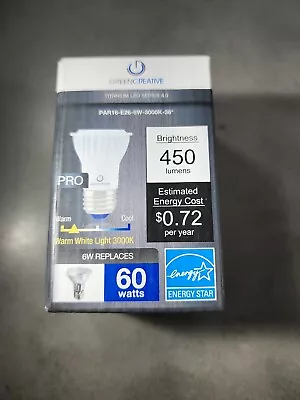 GREENCREATIVE
TITANIUM LED SERIES 4.0
PAR16-E26-6W-3000K-38°
PRO
Warm
Cool
Warm White Light 3000K
6W REPLACES
60
watts
Brightness
450
lumens
Estimated
Energy Cost
$0.72
per year
energy
ENERGY STAR